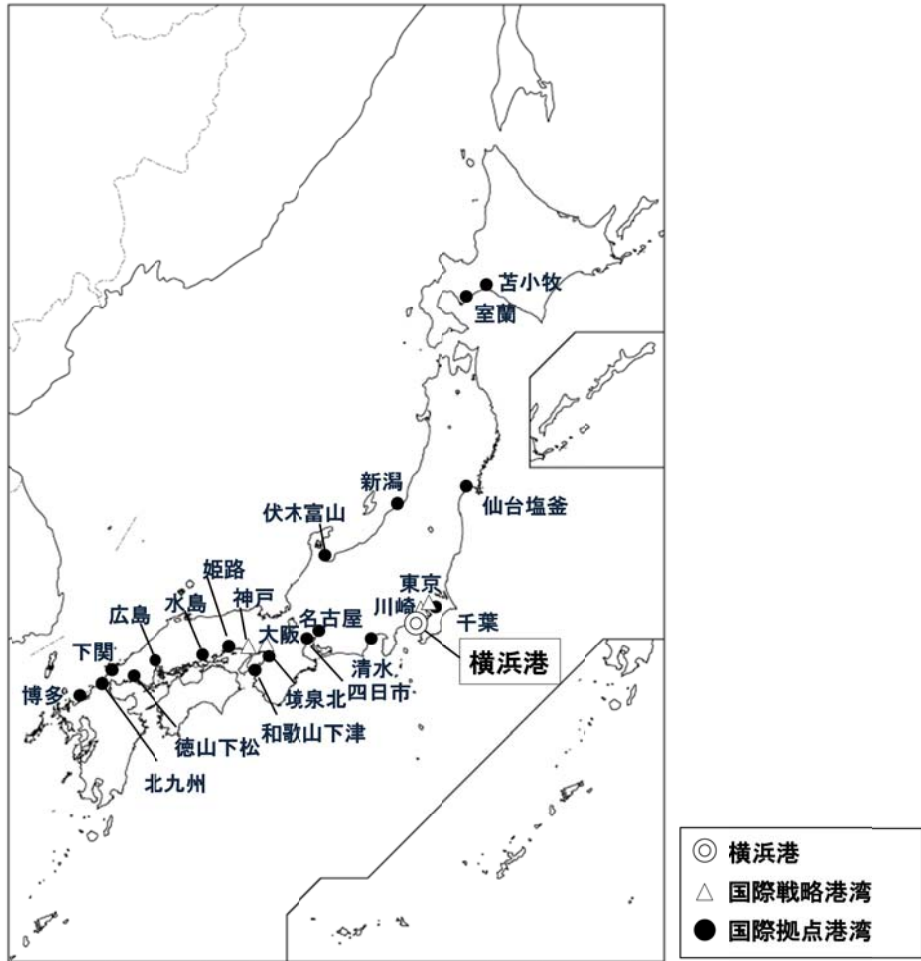 苫小牧
室蘭
新潟
仙台塩釜
伏木富山
姫路
東京
水島
神戸
川崎
広島
名古屋
千葉
大阪
下関
清水
横浜港
博多
堺泉北
四日市
和歌山下津
徳山下松
北九州
横浜港
国際戦略港湾
国際拠点港湾